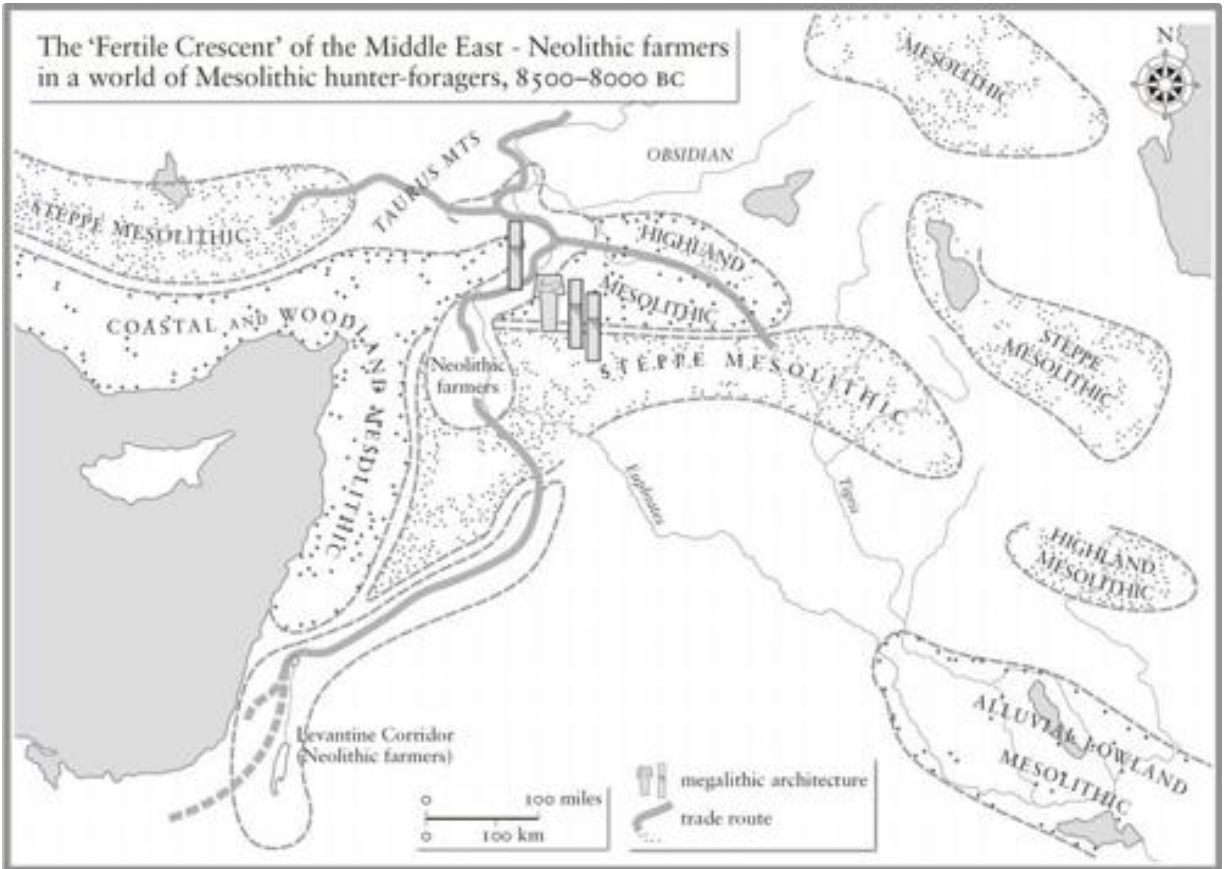 The 'Fertile Crescent' of the Middle East - Neolithic farmers
in a world of Mesolithic hunter-foragers, 8500–8000 BC
N
MESOLITHIC
OBSIDIAN
TAURUS MTS
STEPPE MESOLITHIC
HIGHLAND
MESOLITHIC
COASTAL AND WOODLAND MESOLITHIC
Neolithic
farmers
STEPPE MESOLITHIC
STEPPE
MESOLITHIC
Euphrates
Tigris
HIGHLAND
MESOLITHIC
ALLUVIAL LOWLAND
MESOLITHIC
Levantine Corridor
(Neolithic farmers)
0 100 miles
0 100 km
megalithic architecture
trade route